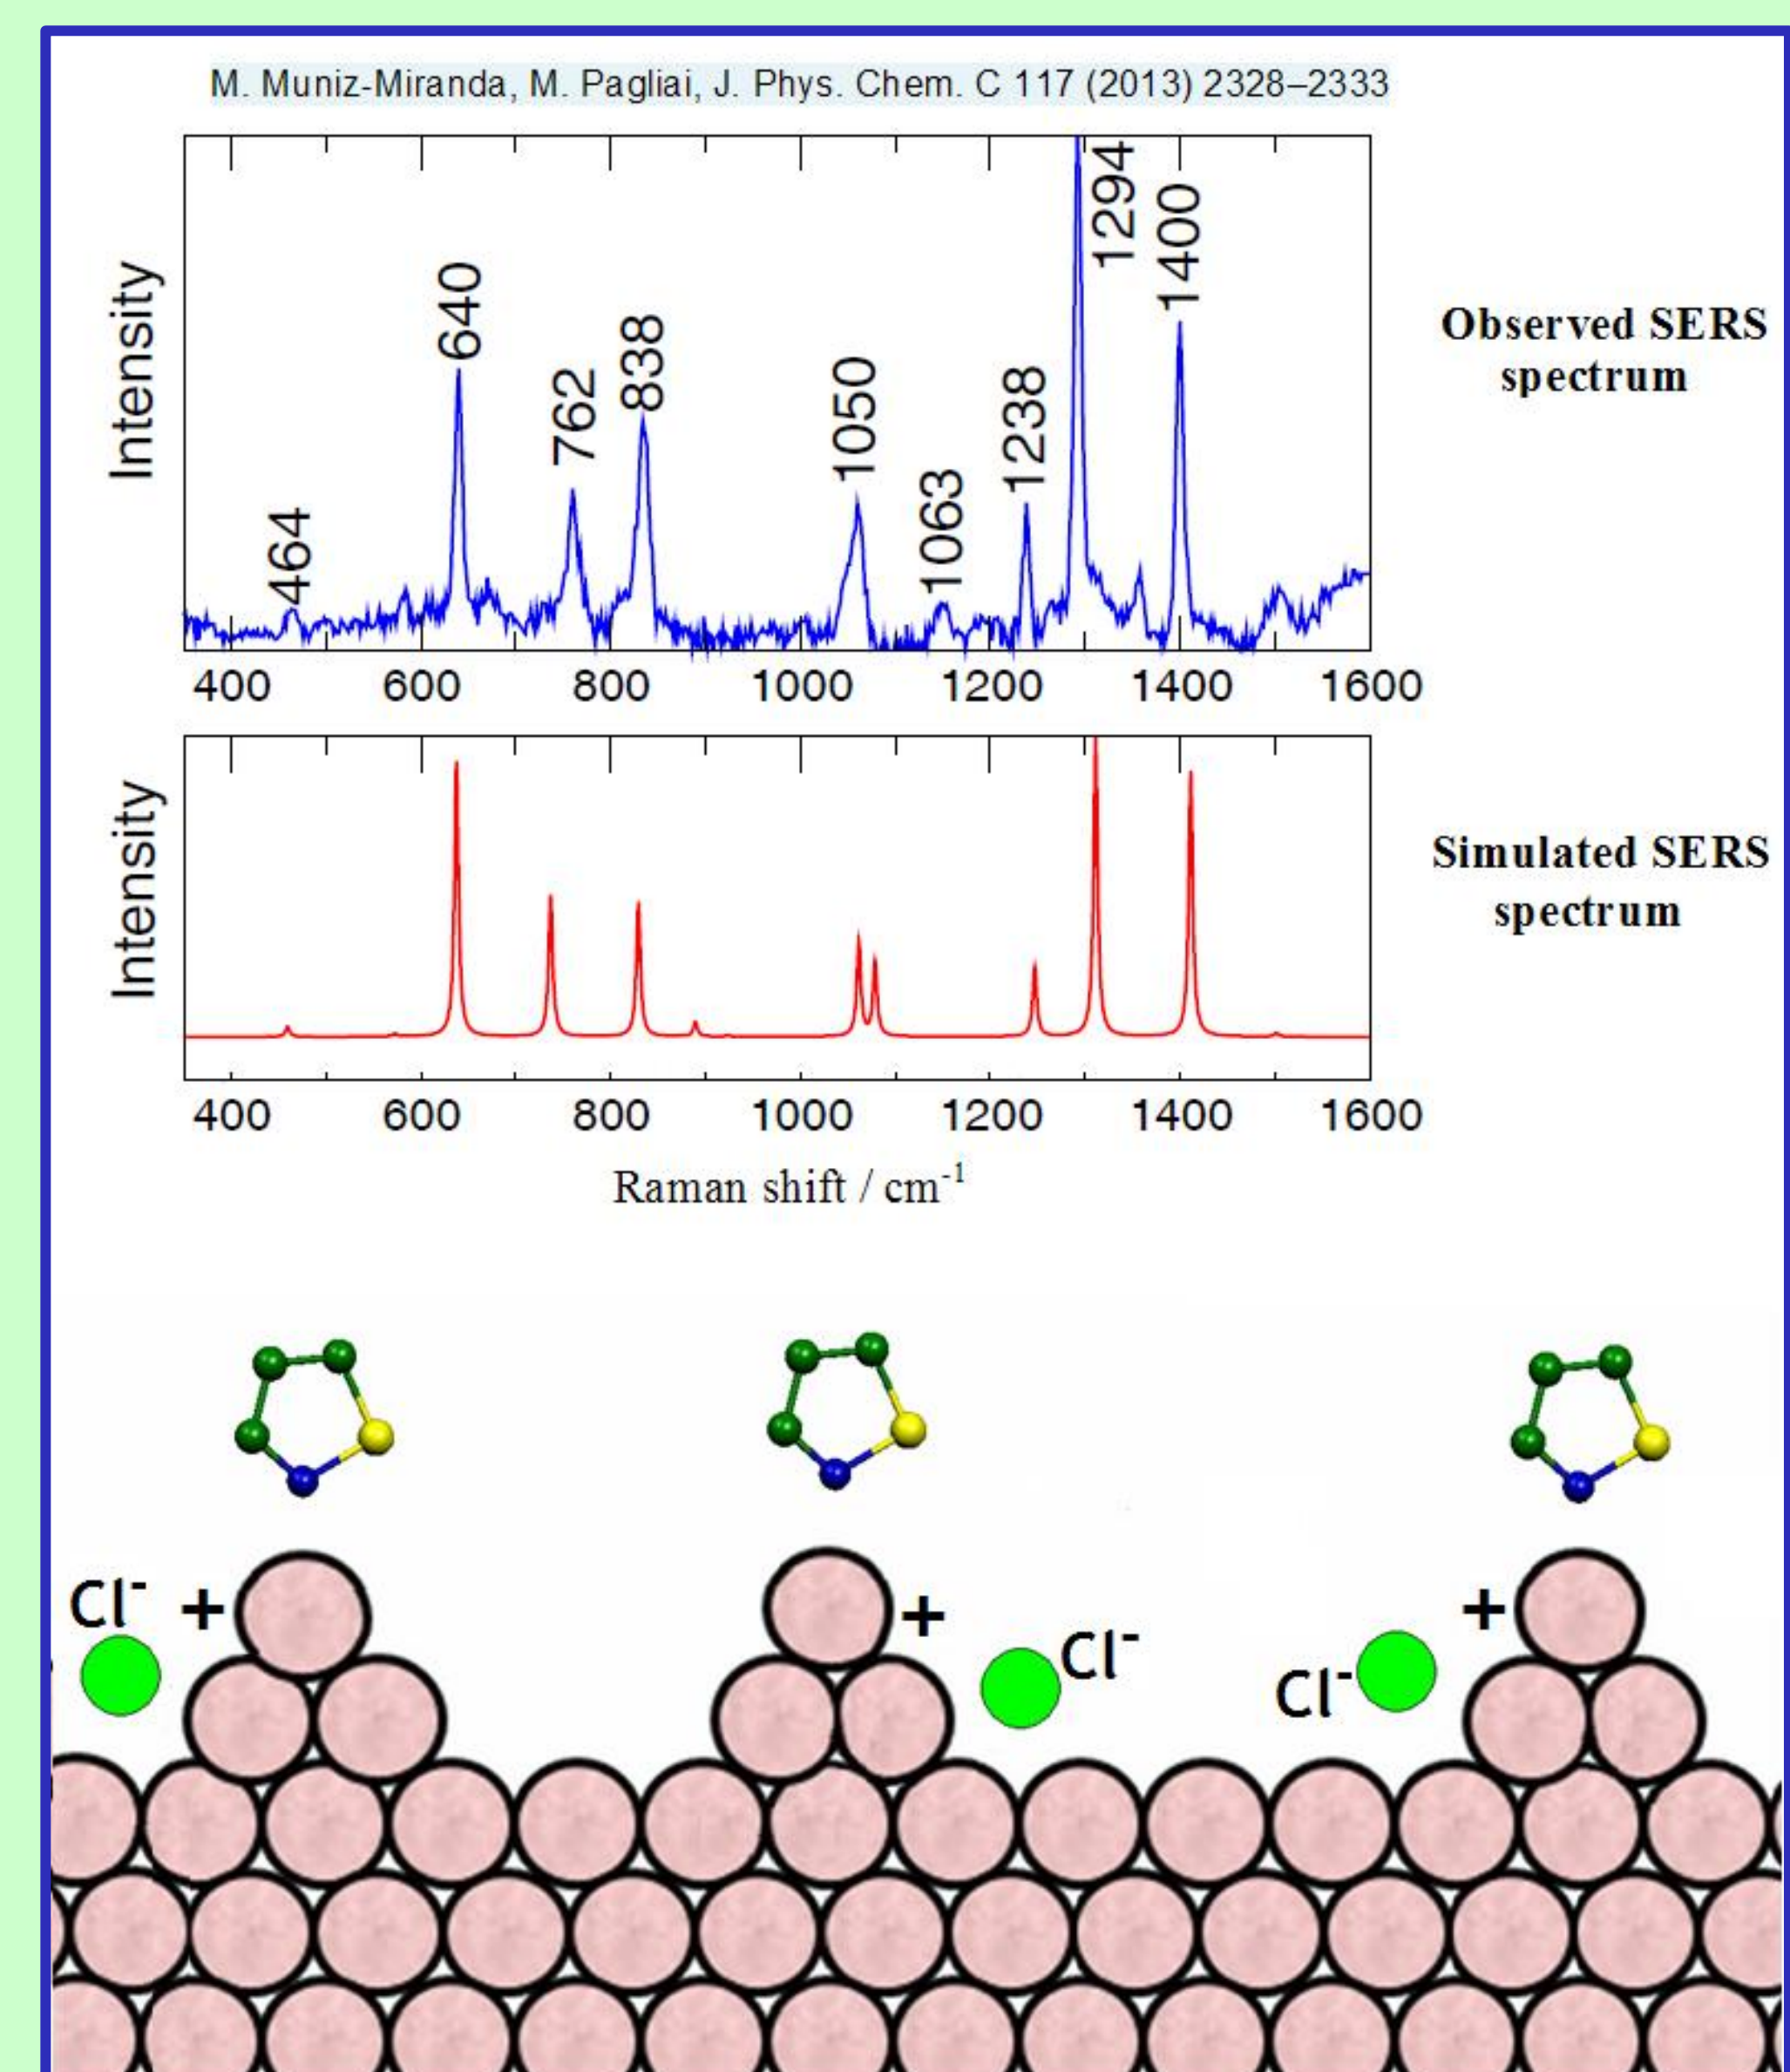 M. Muniz-Miranda, M. Pagliai, J. Phys. Chem. C 117 (2013) 2328–2333
Intensity
464
640
762
838
1050
1063
1238
1294
1400
Observed SERS
spectrum
400 600 800 1000 1200 1400 1600
Intensity
Simulated SERS
spectrum
400 600 800 1000 1200 1400 1600
Raman shift / cm⁻¹
Cl⁻ +
+ Cl⁻
Cl⁻ +